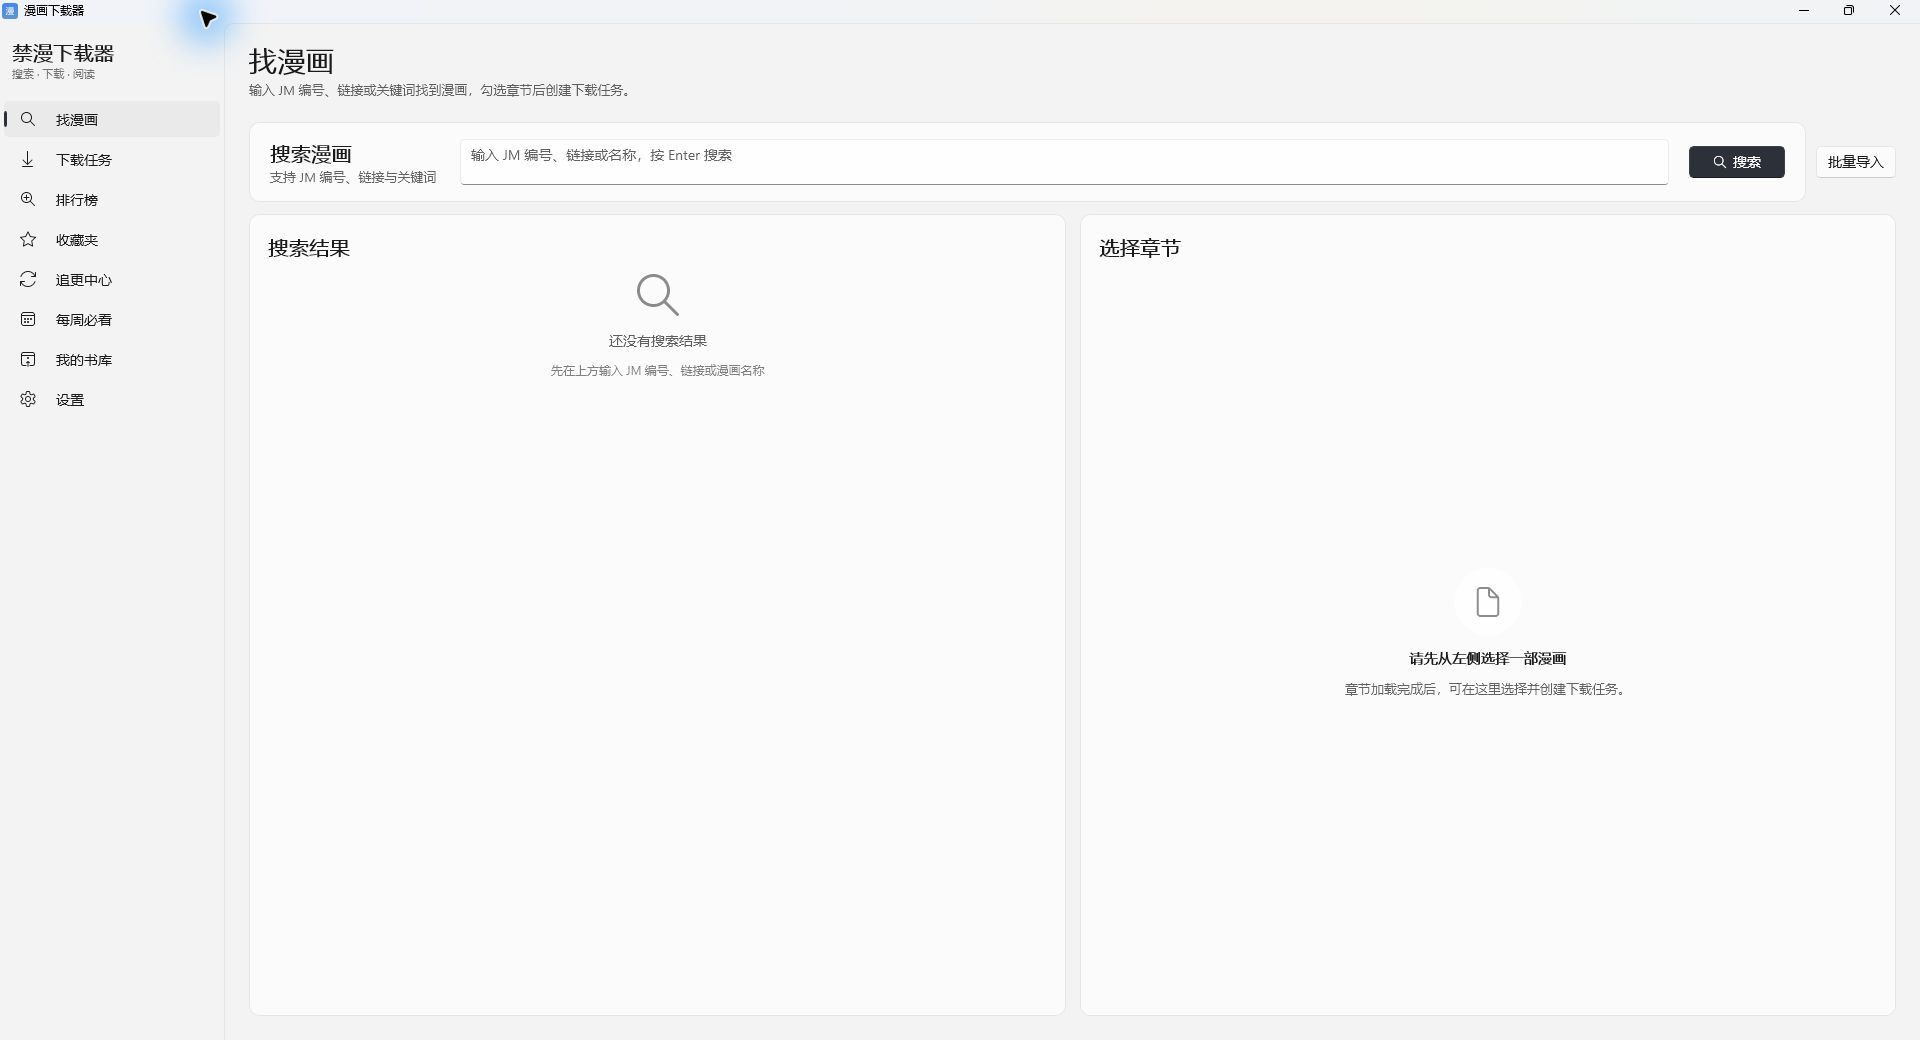 漫画下载器
禁漫下载器
搜索 · 下载 · 阅读
找漫画
下载任务
排行榜
收藏夹
追更中心
每周必看
我的书库
设置
找漫画
输入 JM 编号、链接或关键词找到漫画，勾选章节后创建下载任务。
搜索漫画
支持 JM 编号、链接与关键词
输入 JM 编号、链接或名称，按 Enter 搜索
搜索
批量导入
搜索结果
还没有搜索结果
先在上方输入 JM 编号、链接或漫画名称
选择章节
请先从左侧选择一部漫画
章节加载完成后，可在这里选择并创建下载任务。